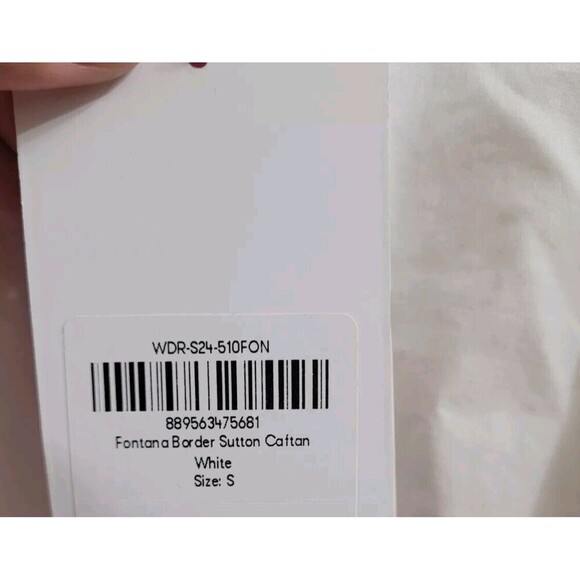 WDR-S24-510FON
889563475681
Fontana Border Sutton Caftan
White
Size: S